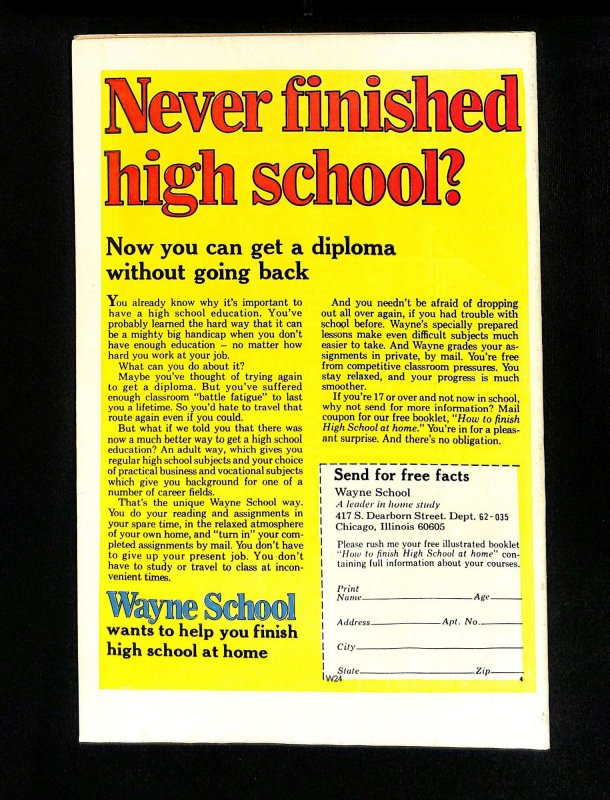 Never finished
high school?
Now you can get a diploma
without going back
You already know why it's important to
have a high school education. You've
probably learned the hard way that it can
be a mighty big handicap when you don't
have enough education — no matter how
hard you work at your job.
What can you do about it?
Maybe you've thought of trying again
to get a diploma. But you've suffered
enough classroom "battle fatigue" to last
you a lifetime. So you'd hate to travel that
route again even if you could.
But what if we told you that there was
now a much better way to get a high school
education? An adult way, which gives you
regular high school subjects and your choice
of practical business and vocational subjects
which give you background for one of a
number of career fields.
That's the unique Wayne School way.
You do your reading and assignments in
your spare time, in the relaxed atmosphere
of your own home, and "turn in" your com-
pleted assignments by mail. You don't have
to give up your present job. You don't
have to study or travel to class at incon-
venient times.
Wayne School
wants to help you finish
high school at home
And you needn't be afraid of dropping
out all over again, if you had trouble with
school before. Wayne's specially prepared
lessons make even difficult subjects much
easier to take. And Wayne grades your as-
signments in private, by mail. You're free
from competitive classroom pressures. You
stay relaxed, and your progress is much
smoother.
If you're 17 or over and not now in school,
why not send for more information? Mail
coupon for our free booklet, "How to finish
High School at home." You're in for a pleas-
ant surprise. And there's no obligation.
Send for free facts
Wayne School
A leader in home study
417 S. Dearborn Street. Dept. 62-035
Chicago, Illinois 60605
Please rush me your free illustrated booklet
"How to finish High School at home" con-
taining full information about your courses.
Print
Name Age
Address Apt. No.
City
State Zip
W24 4